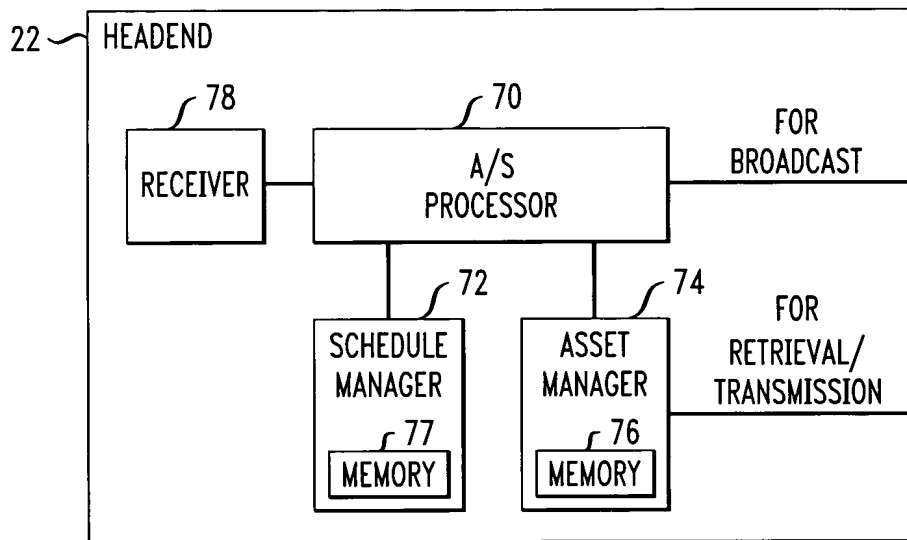 22
HEADEND
78
RECEIVER
70
A/S
PROCESSOR
FOR
BROADCAST
72
SCHEDULE
MANAGER
77
MEMORY
74
ASSET
MANAGER
76
MEMORY
FOR
RETRIEVAL/
TRANSMISSION